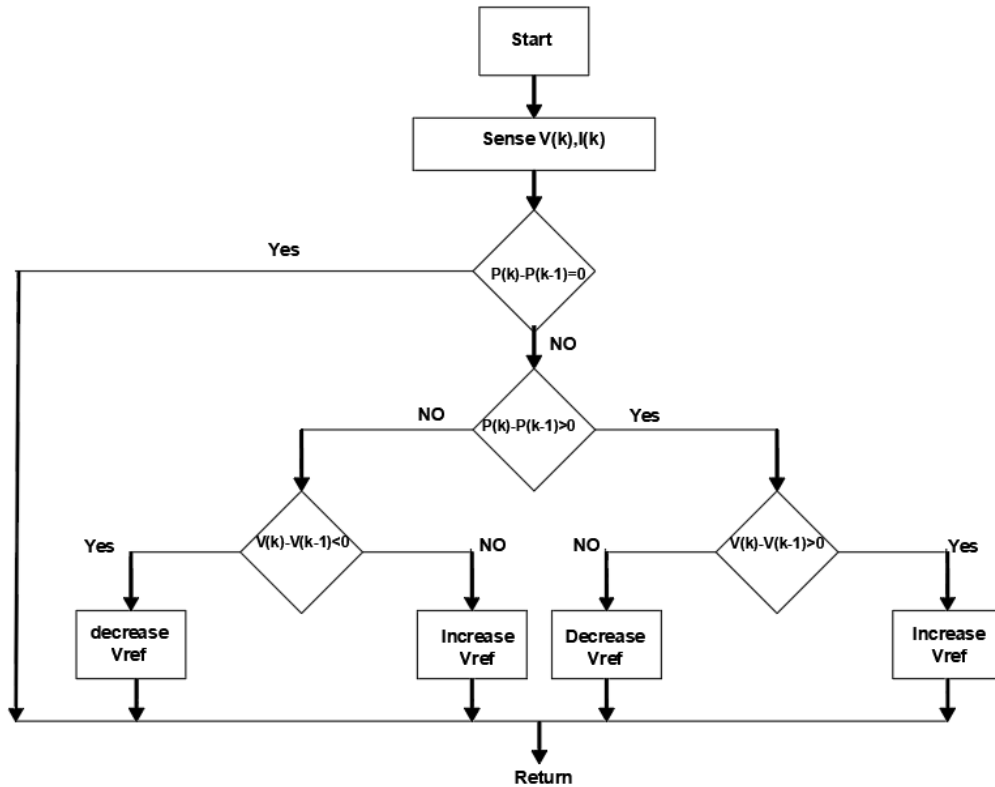 Start
Sense V(k),I(k)
Yes
P(k)-P(k-1)=0
NO
NO
P(k)-P(k-1)>0
Yes
Yes
V(k)-V(k-1)<0
NO
NO
V(k)-V(k-1)>0
Yes
decrease
Vref
Increase
Vref
Decrease
Vref
Increase
Vref
Return